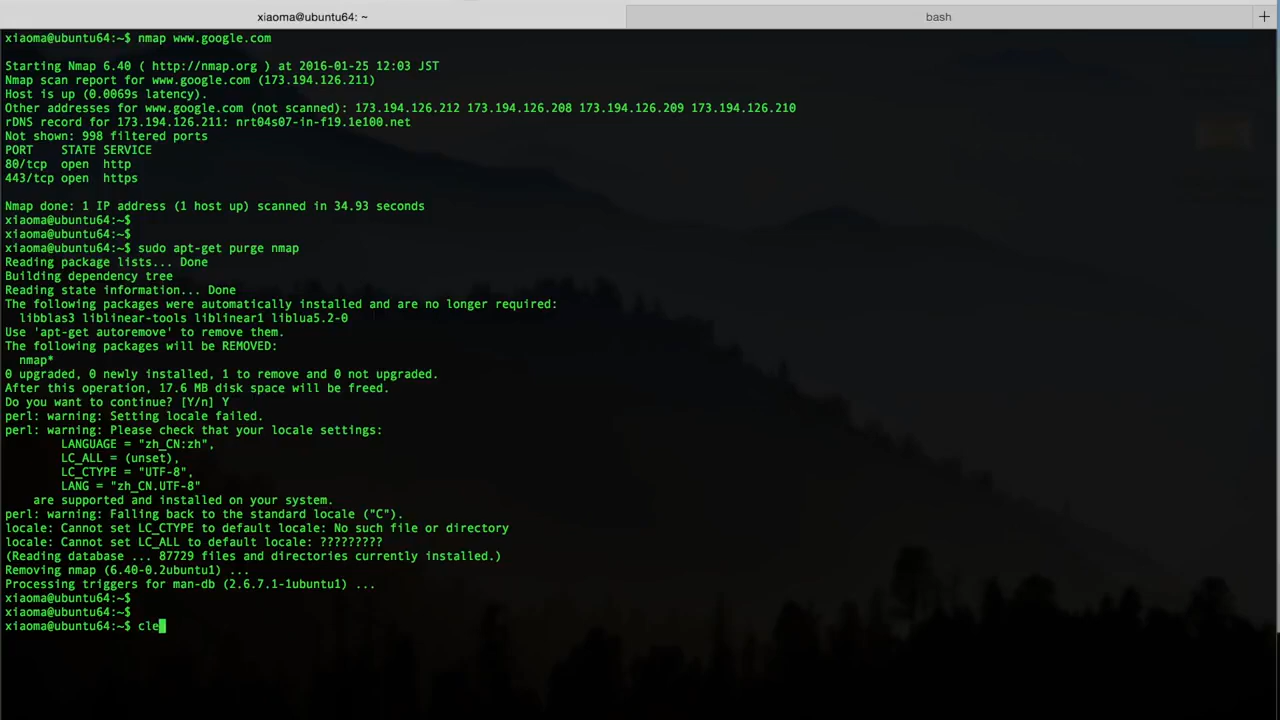 xiaoma@ubuntu64: ~
bash
+
xiaoma@ubuntu64:~$ nmap www.google.com
Starting Nmap 6.40 ( http://nmap.org ) at 2016-01-25 12:03 JST
Nmap scan report for www.google.com (173.194.126.211)
Host is up (0.0069s latency).
Other addresses for www.google.com (not scanned): 173.194.126.212 173.194.126.208 173.194.126.209 173.194.126.210
rDNS record for 173.194.126.211: nrt04s07-in-f19.1e100.net
Not shown: 998 filtered ports
PORT    STATE SERVICE
80/tcp  open  http
443/tcp open  https
Nmap done: 1 IP address (1 host up) scanned in 34.93 seconds
xiaoma@ubuntu64:~$
xiaoma@ubuntu64:~$
xiaoma@ubuntu64:~$ sudo apt-get purge nmap
Reading package lists... Done
Building dependency tree
Reading state information... Done
The following packages were automatically installed and are no longer required:
  libblas3 liblinear-tools liblinear1 liblua5.2-0
Use 'apt-get autoremove' to remove them.
The following packages will be REMOVED:
  nmap*
0 upgraded, 0 newly installed, 1 to remove and 0 not upgraded.
After this operation, 17.6 MB disk space will be freed.
Do you want to continue? [Y/n] Y
perl: warning: Setting locale failed.
perl: warning: Please check that your locale settings:
        LANGUAGE = "zh_CN:zh",
        LC_ALL = (unset),
        LC_CTYPE = "UTF-8",
        LANG = "zh_CN.UTF-8"
    are supported and installed on your system.
perl: warning: Falling back to the standard locale ("C").
locale: Cannot set LC_CTYPE to default locale: No such file or directory
locale: Cannot set LC_ALL to default locale: ?????????
(Reading database ... 87729 files and directories currently installed.)
Removing nmap (6.40-0.2ubuntu1) ...
Processing triggers for man-db (2.6.7.1-1ubuntu1) ...
xiaoma@ubuntu64:~$
xiaoma@ubuntu64:~$
xiaoma@ubuntu64:~$ cle